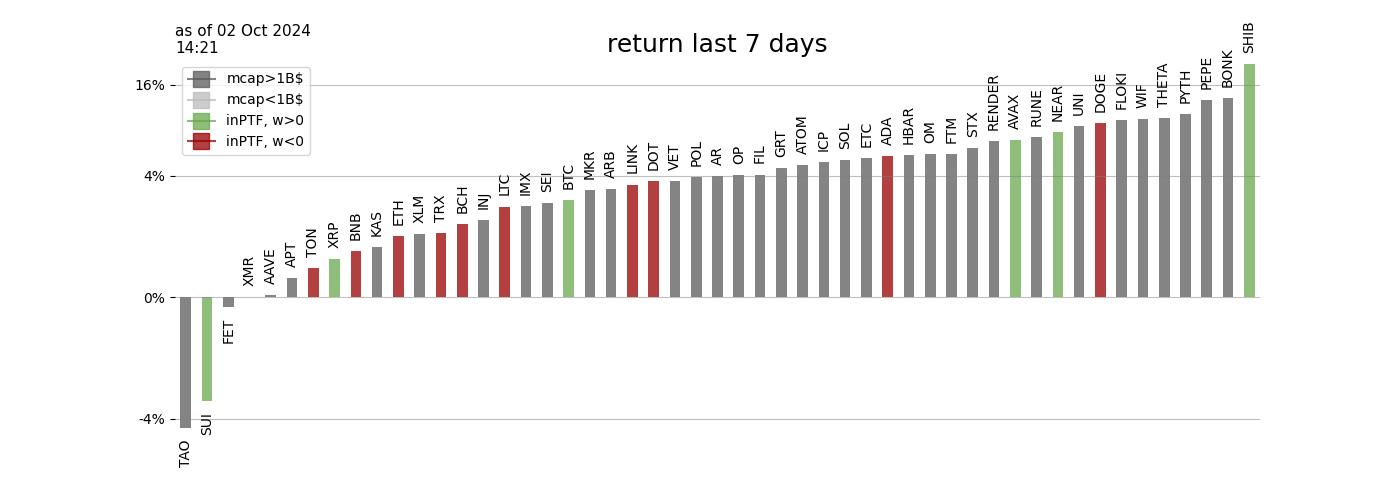 as of 02 Oct 2024
14:21
return last 7 days
mcap>1B$
mcap<1B$
inPTF, w>0
inPTF, w<0
16%
4%
0%
-4%
TAO
SUI
FET
XMR
AAVE
APT
TON
XRP
BNB
KAS
ETH
XLM
TRX
BCH
INJ
LTC
IMX
SEI
BTC
MKR
ARB
LINK
DOT
VET
POL
AR
OP
FIL
GRT
ATOM
ICP
SOL
ETC
ADA
HBAR
OM
FTM
STX
RENDER
AVAX
RUNE
NEAR
UNI
DOGE
FLOKI
WIF
THETA
PYTH
PEPE
BONK
SHIB